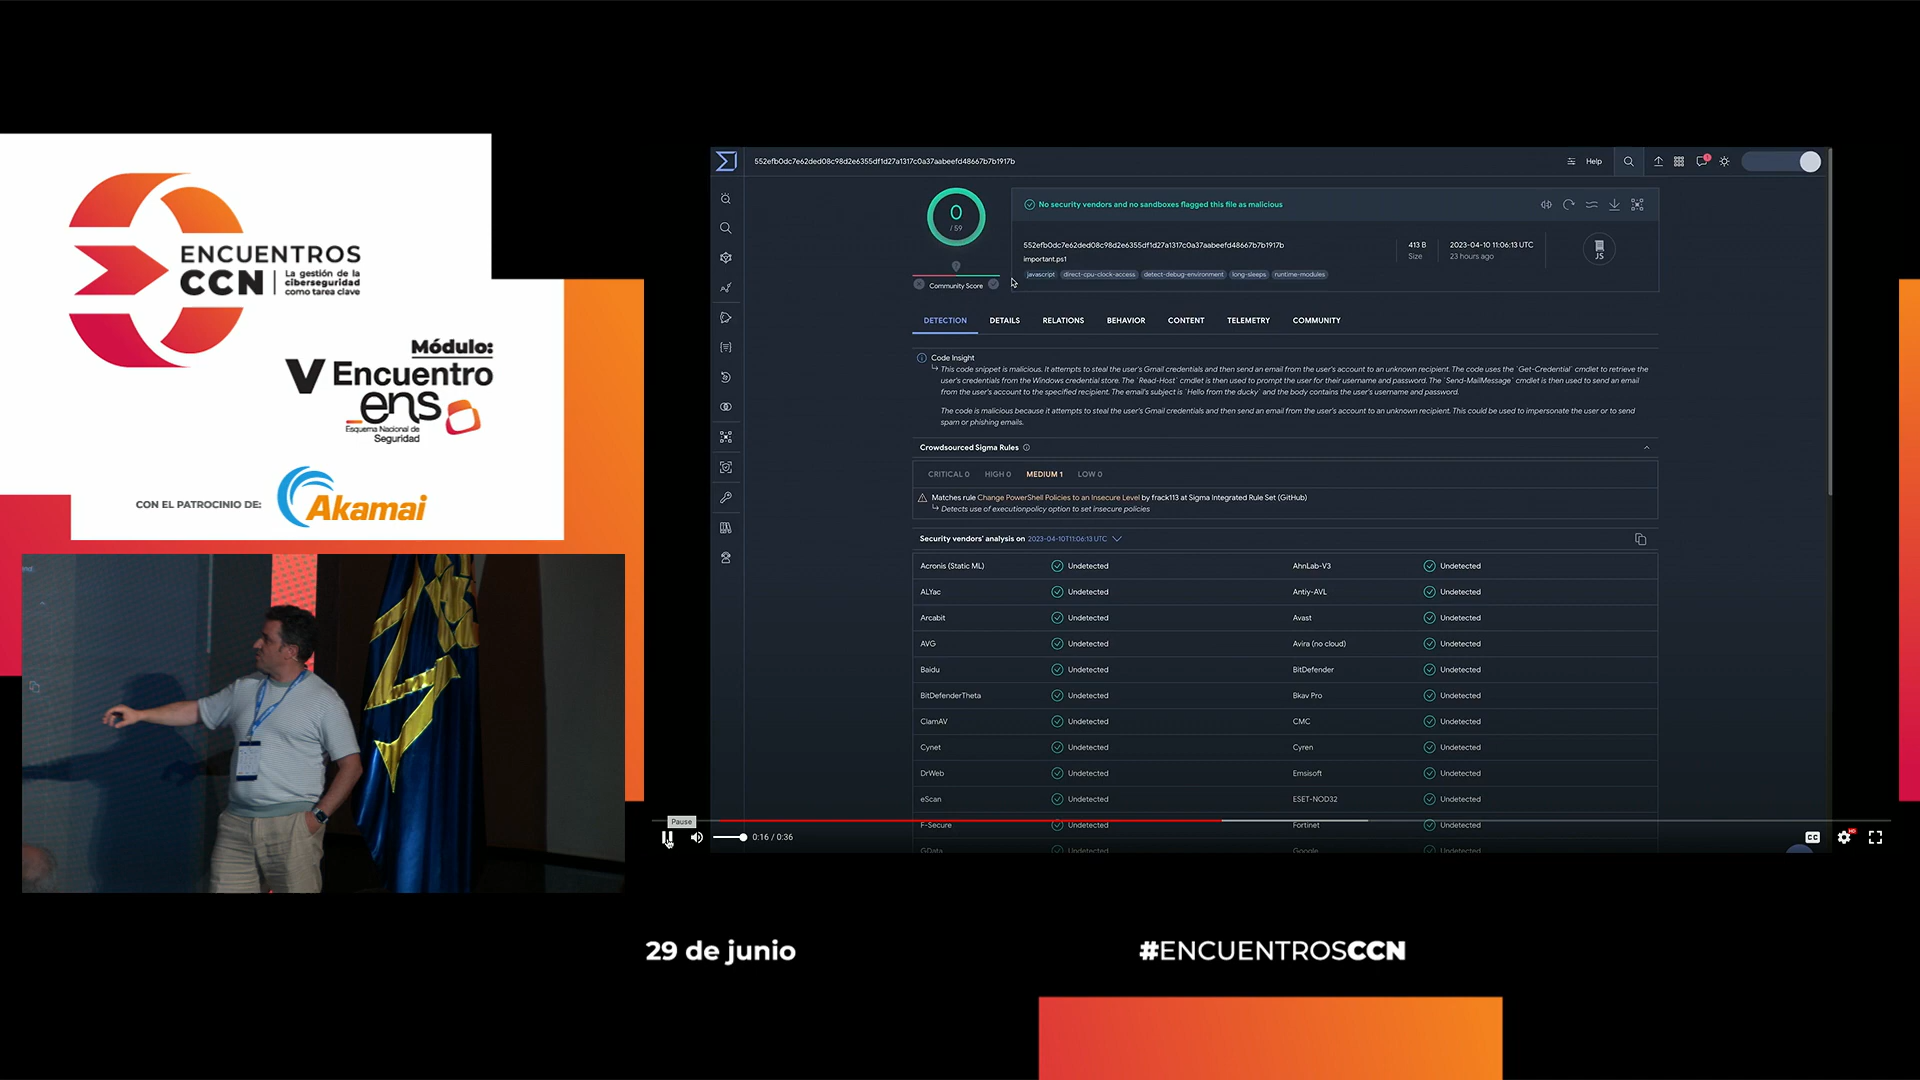 ENCUENTROS
CCN
La gestión de la
ciberseguridad
como tarea clave
Módulo:
V Encuentro
ens
Esquema Nacional de
Seguridad
CON EL PATROCINIO DE:
Akamai
552efb0dc7e62ded08c98d2e6355df1d27a1317c0a37aabeefd48667b7b1917b
Help
0
/ 59
Community Score
No security vendors and no sandboxes flagged this file as malicious
552efb0dc7e62ded08c98d2e6355df1d27a1317c0a37aabeefd48667b7b1917b
important.ps1
javascript direct-cpu-clock-access detect-debug-environment long-sleeps runtime-modules
413 B
Size
2023-04-10 11:06:13 UTC
23 hours ago
JS
DETECTION DETAILS RELATIONS BEHAVIOR CONTENT TELEMETRY COMMUNITY
Code Insight
This code snippet is malicious. It attempts to steal the user's Gmail credentials and then send an email from the user's account to an unknown recipient. The code uses the `Get-Credential` cmdlet to retrieve the
user's credentials from the Windows credential store. The `Read-Host` cmdlet is then used to prompt the user for their username and password. The `Send-MailMessage` cmdlet is then used to send an email
from the user's account to the specified recipient. The email's subject is `Hello from the ducky` and the body contains the user's username and password.
The code is malicious because it attempts to steal the user's Gmail credentials and then send an email from the user's account to an unknown recipient. This could be used to impersonate the user or to send
spam or phishing emails.
Crowdsourced Sigma Rules
CRITICAL 0 HIGH 0 MEDIUM 1 LOW 0
Matches rule Change PowerShell Policies to an Insecure Level by frack113 at Sigma Integrated Rule Set (GitHub)
Detects use of executionpolicy option to set insecure policies
Security vendors' analysis on 2023-04-10T11:06:13 UTC
Acronis (Static ML) Undetected AhnLab-V3 Undetected
ALYac Undetected Antiy-AVL Undetected
Arcabit Undetected Avast Undetected
AVG Undetected Avira (no cloud) Undetected
Baidu Undetected BitDefender Undetected
BitDefenderTheta Undetected Bkav Pro Undetected
ClamAV Undetected CMC Undetected
Cynet Undetected Cyren Undetected
DrWeb Undetected Emsisoft Undetected
eScan Undetected ESET-NOD32 Undetected
F-Secure Undetected Fortinet Undetected
GData Undetected Google Undetected
Pause
0:16 / 0:36
CC
HD
29 de junio
#ENCUENTROSCCN